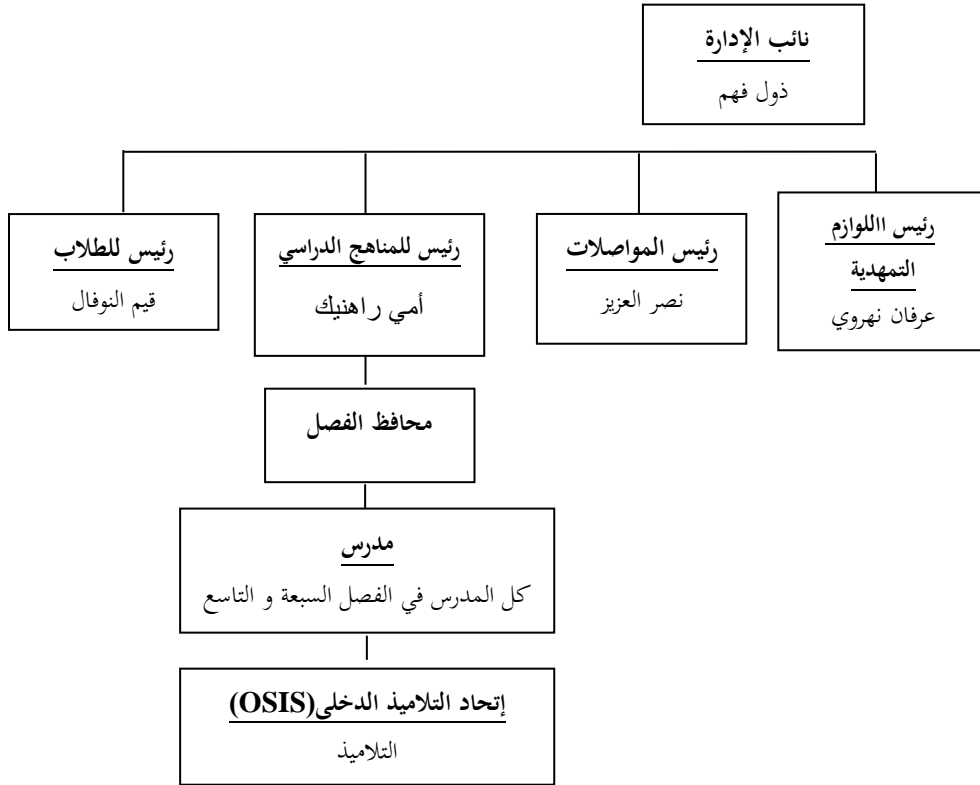 نائب الإدارة
ذول فهم
رئيس االلوازم
التمهدية
عرفان نهروي
رئيس المواصلات
نصر العزيز
رئيس للمناهج الدراسي
أمي راهنيك
رئيس للطلاب
قيم النوفال
محافظ الفصل
مدرس
كل المدرس في الفصل السبعة و التاسع
إتحاد التلاميذ الدخلى(OSIS)
التلاميذ